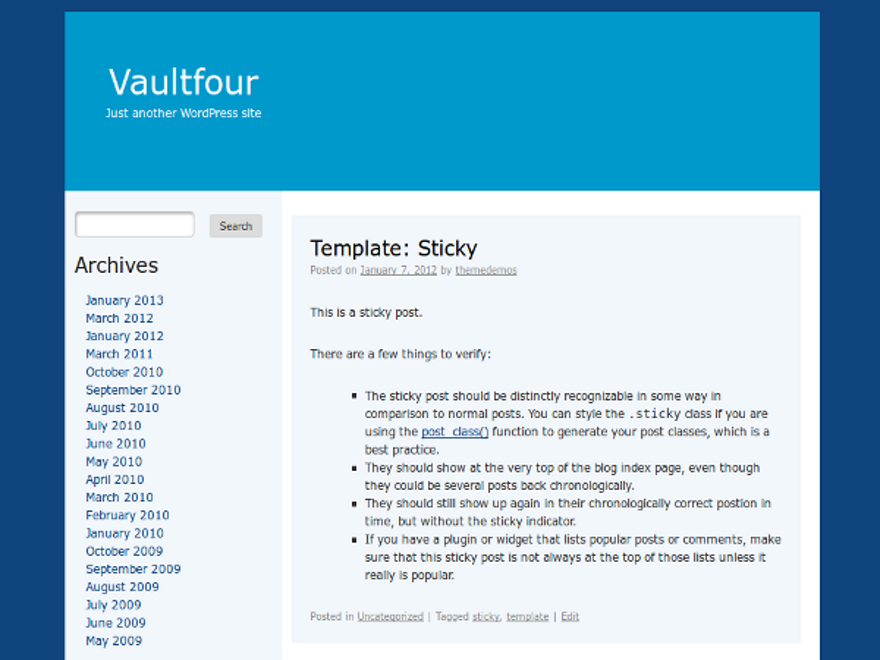 Vaultfour
Just another WordPress site
Search
Archives
January 2013
March 2012
January 2012
March 2011
October 2010
September 2010
August 2010
July 2010
June 2010
May 2010
April 2010
March 2010
February 2010
January 2010
October 2009
September 2009
August 2009
July 2009
June 2009
May 2009
Template: Sticky
Posted on January 7, 2012 by themedemos
This is a sticky post.
There are a few things to verify:
The sticky post should be distinctly recognizable in some way in
comparison to normal posts. You can style the .sticky class if you are
using the post_class() function to generate your post classes, which is a
best practice.
They should show at the very top of the blog index page, even though
they could be several posts back chronologically.
They should still show up again in their chronologically correct postion in
time, but without the sticky indicator.
If you have a plugin or widget that lists popular posts or comments, make
sure that this sticky post is not always at the top of those lists unless it
really is popular.
Posted in Uncategorized | Tagged sticky, template | Edit